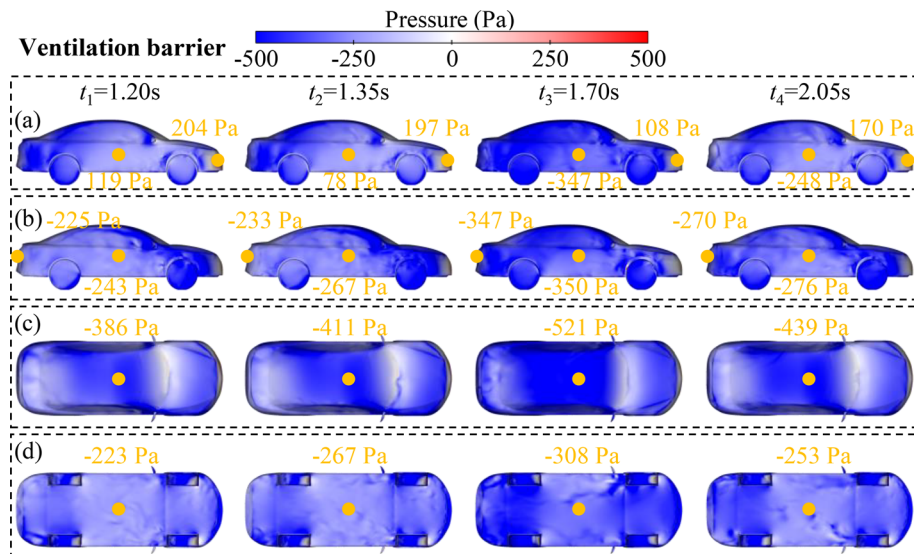 Pressure (Pa)
Ventilation barrier
-500 -250 0 250 500
t₁=1.20s t₂=1.35s t₃=1.70s t₄=2.05s
(a)
204 Pa 197 Pa 108 Pa 170 Pa
119 Pa 78 Pa -347 Pa -248 Pa
(b)
-225 Pa -233 Pa -347 Pa -270 Pa
-243 Pa -267 Pa -350 Pa -276 Pa
(c)
-386 Pa -411 Pa -521 Pa -439 Pa
(d)
-223 Pa -267 Pa -308 Pa -253 Pa